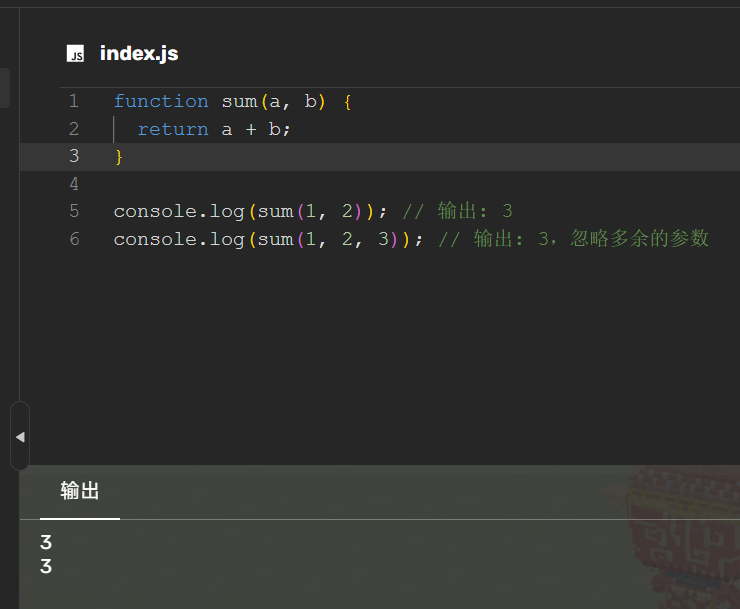 JS index.js
1 function sum(a, b) {
2 return a + b;
3 }
4
5 console.log(sum(1, 2)); // 输出: 3
6 console.log(sum(1, 2, 3)); // 输出: 3，忽略多余的参数
输出
3
3